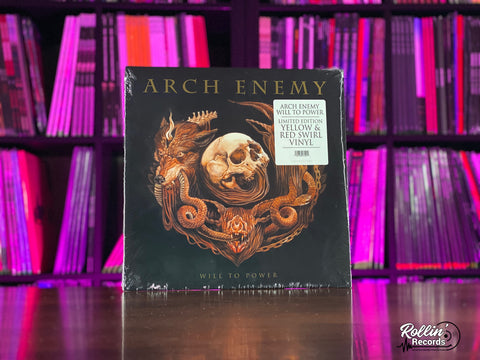 ARCH ENEMY
ARCH ENEMY
WILL TO POWER
LIMITED EDITION
YELLOW &
RED SWIRL
VINYL
WILL TO POWER
Rollin'
Records